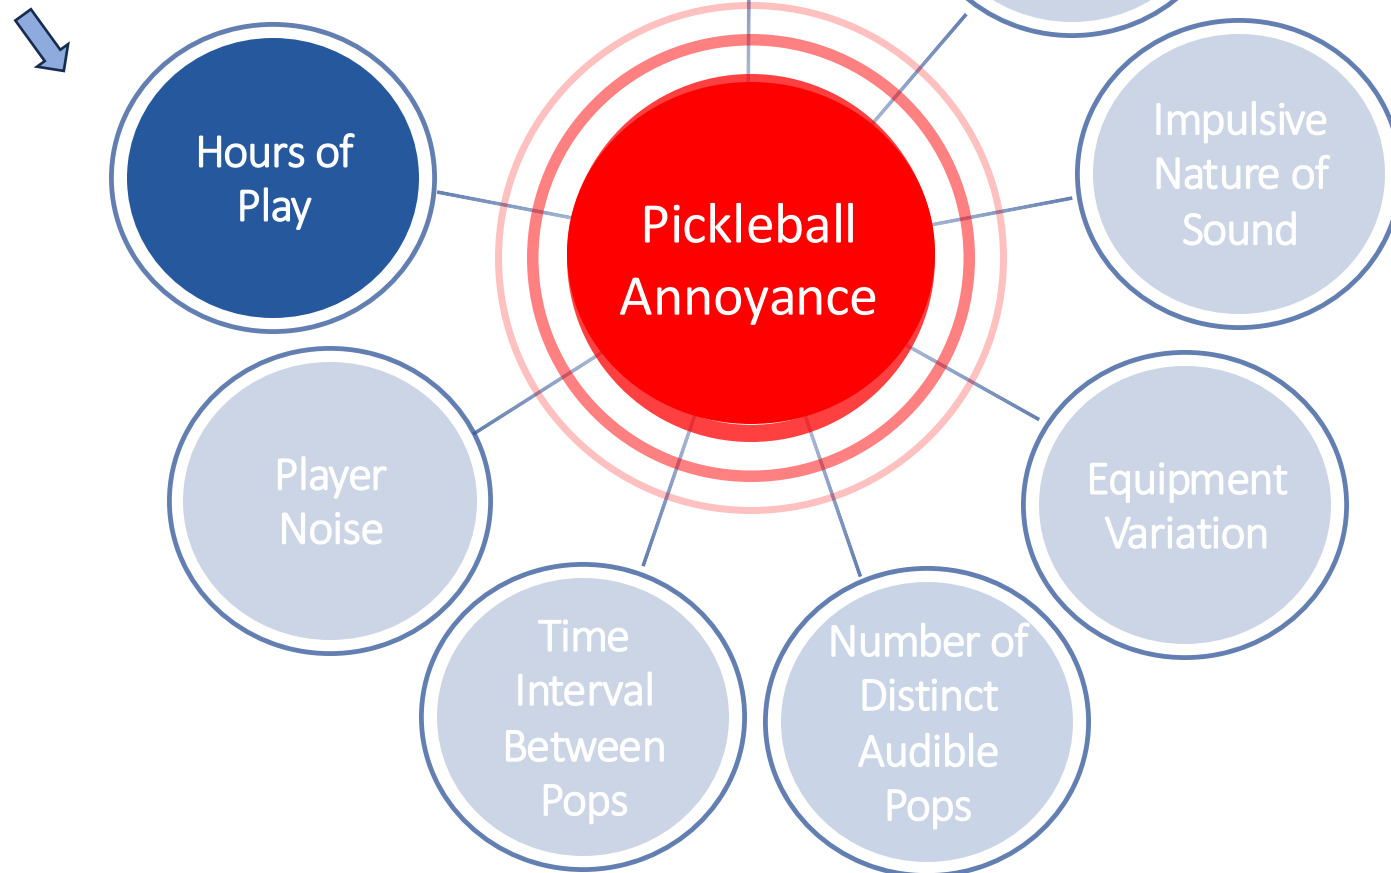 Hours of
Play
Pickleball
Annoyance
Impulsive
Nature of
Sound
Player
Noise
Equipment
Variation
Time
Interval
Between
Pops
Number of
Distinct
Audible
Pops